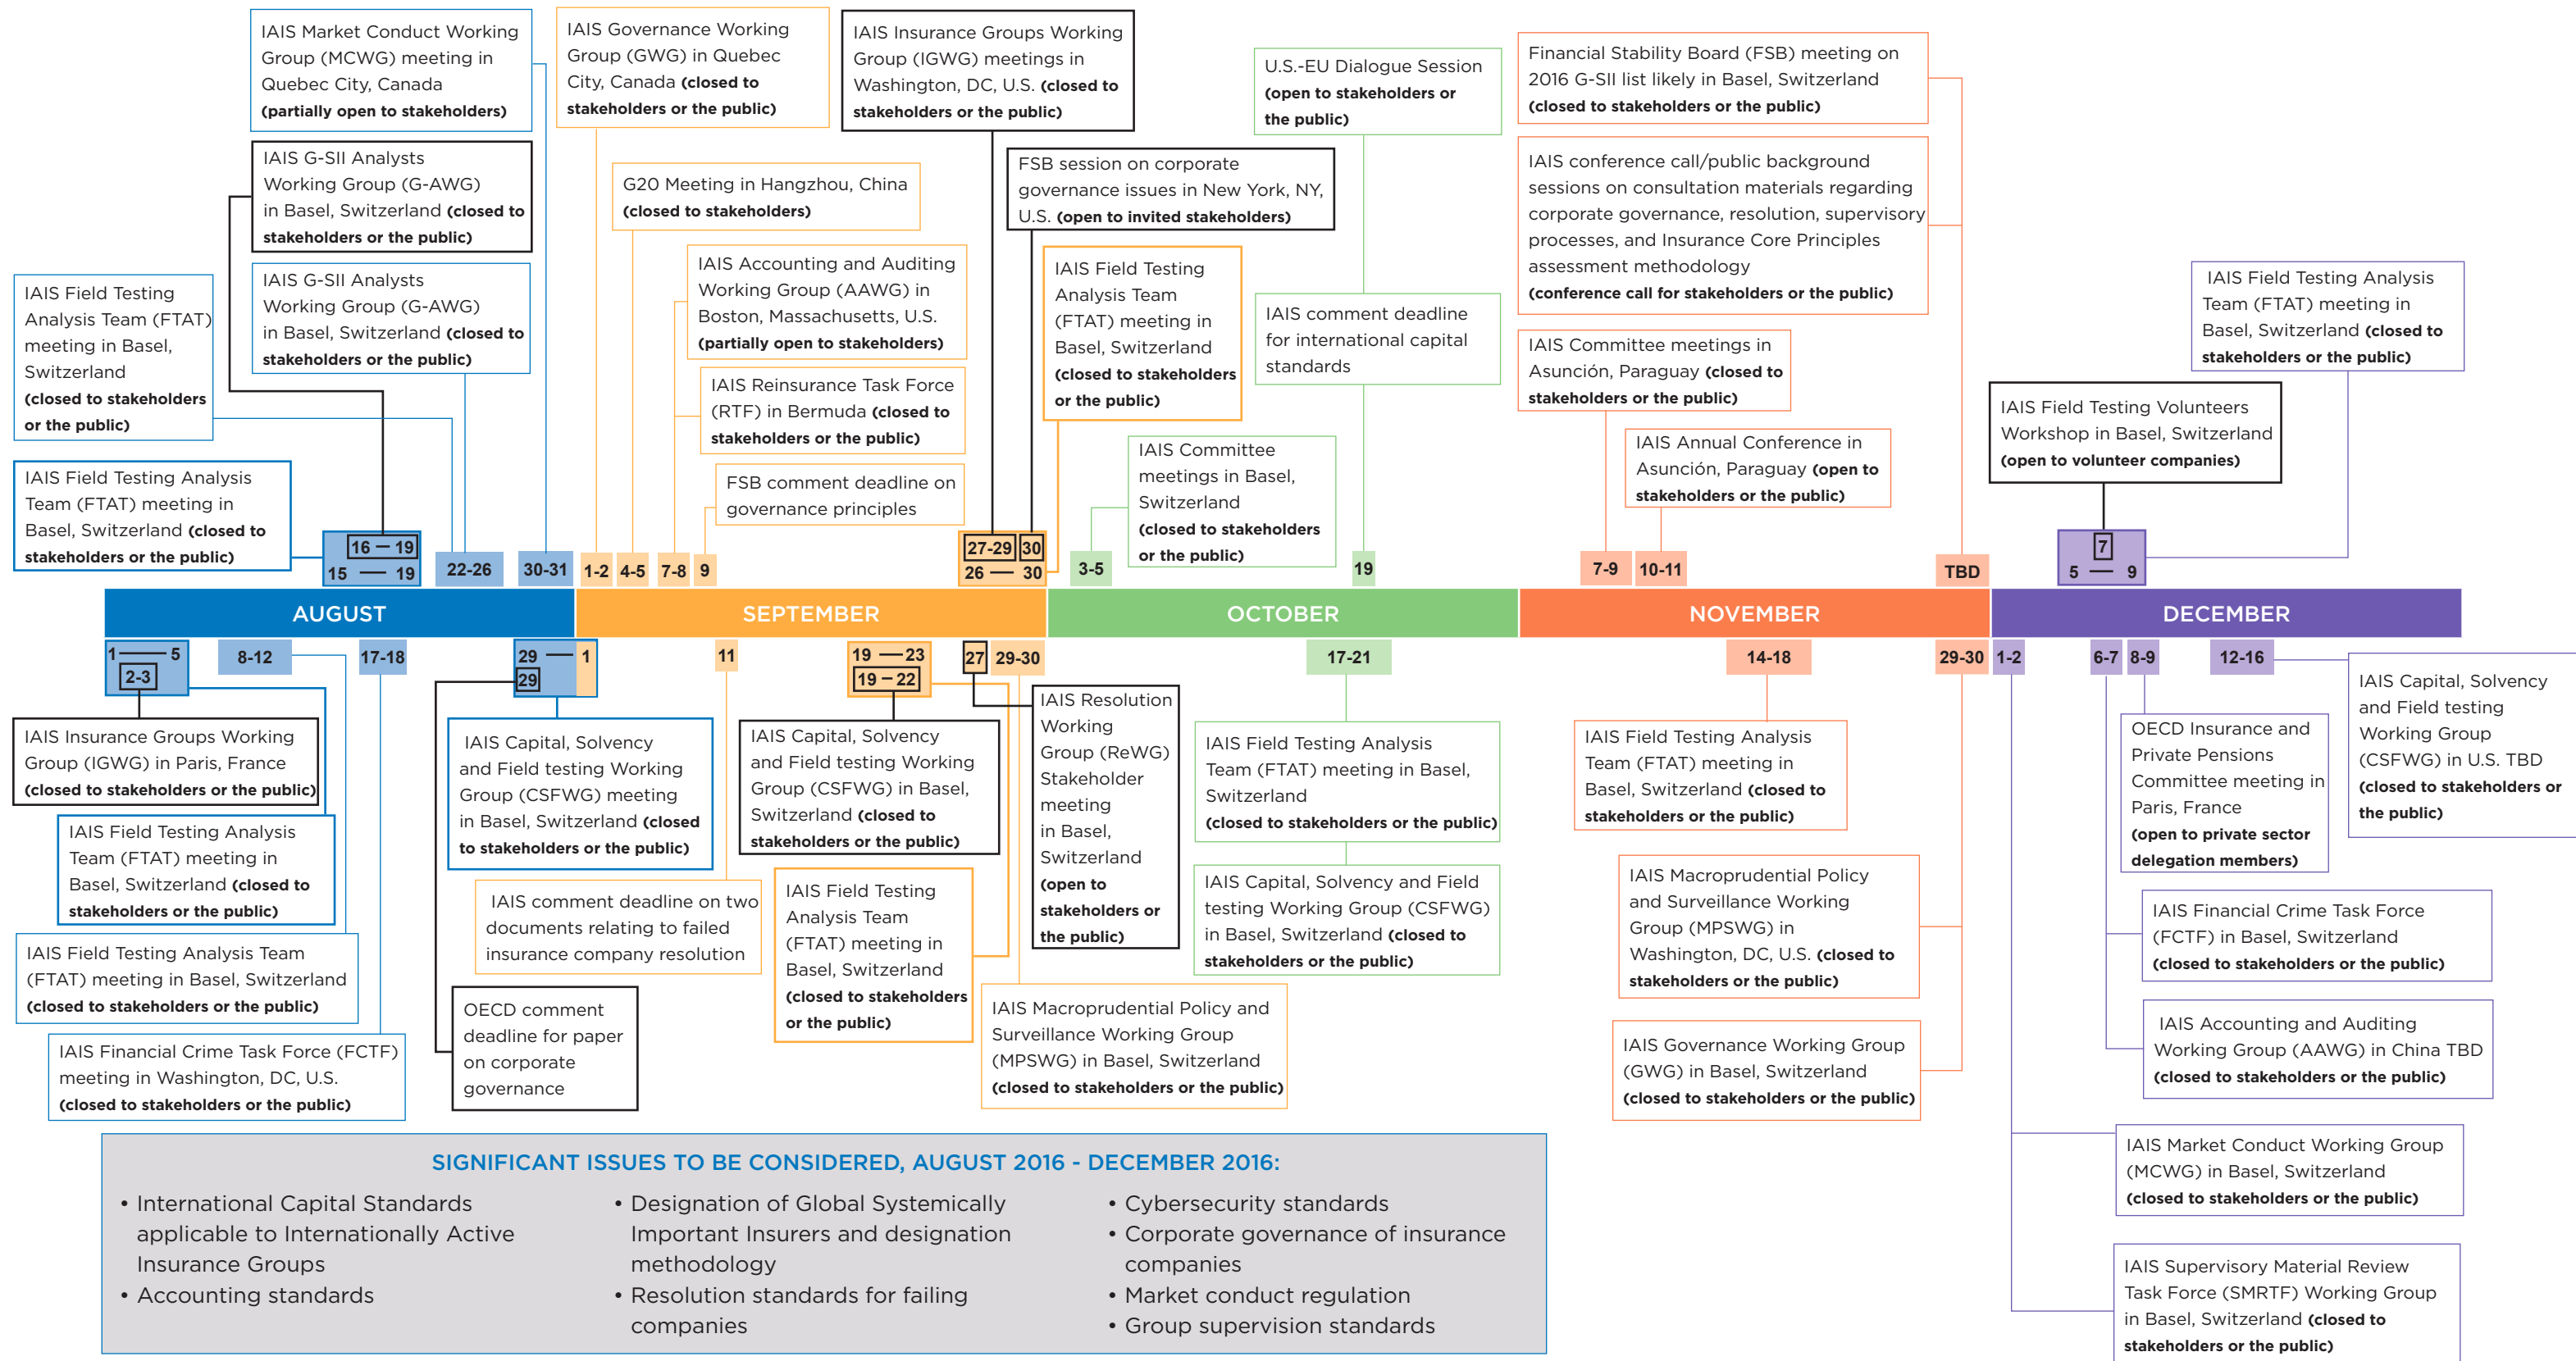 IAIS Market Conduct Working
Group (MCWG) meeting in
Quebec City, Canada
(partially open to stakeholders)
IAIS G-SII Analysts
Working Group (G-AWG)
in Basel, Switzerland (closed to
stakeholders or the public)
IAIS G-SII Analysts
Working Group (G-AWG)
in Basel, Switzerland (closed to
stakeholders or the public)
IAIS Field Testing
Analysis Team (FTAT)
meeting in Basel,
Switzerland
(closed to stakeholders
or the public)
IAIS Field Testing Analysis
Team (FTAT) meeting in
Basel, Switzerland (closed to
stakeholders or the public)
IAIS Governance Working
Group (GWG) in Quebec
City, Canada (closed to
stakeholders or the public)
G20 Meeting in Hangzhou, China
(closed to stakeholders)
IAIS Accounting and Auditing
Working Group (AAWG) in
Boston, Massachusetts, U.S.
(partially open to stakeholders)
IAIS Reinsurance Task Force
(RTF) in Bermuda (closed to
stakeholders or the public)
FSB comment deadline on
governance principles
IAIS Insurance Groups Working
Group (IGWG) meetings in
Washington, DC, U.S. (closed to
stakeholders or the public)
FSB session on corporate
governance issues in New York, NY,
U.S. (open to invited stakeholders)
IAIS Field Testing
Analysis Team
(FTAT) meeting in
Basel, Switzerland
(closed to stakeholders
or the public)
U.S.-EU Dialogue Session
(open to stakeholders or
the public)
IAIS comment deadline
for international capital
standards
IAIS Committee
meetings in Basel,
Switzerland
(closed to stakeholders
or the public)
Financial Stability Board (FSB) meeting on
2016 G-SII list likely in Basel, Switzerland
(closed to stakeholders or the public)
IAIS conference call/public background
sessions on consultation materials regarding
corporate governance, resolution, supervisory
processes, and Insurance Core Principles
assessment methodology
(conference call for stakeholders or the public)
IAIS Committee meetings in
Asunción, Paraguay (closed to
stakeholders or the public)
IAIS Annual Conference in
Asunción, Paraguay (open to
stakeholders or the public)
IAIS Field Testing Analysis
Team (FTAT) meeting in
Basel, Switzerland (closed to
stakeholders or the public)
IAIS Field Testing Volunteers
Workshop in Basel, Switzerland
(open to volunteer companies)
16 — 19
15 — 19
22-26
30-31
1-2
4-5
7-8
9
27-29
30
26 — 30
3-5
19
7-9
10-11
TBD
7
5 — 9
AUGUST
SEPTEMBER
OCTOBER
NOVEMBER
DECEMBER
1 — 5
2-3
8-12
17-18
29 — 1
29
11
19 — 23
19 – 22
27
29-30
17-21
14-18
29-30
1-2
6-7
8-9
12-16
IAIS Insurance Groups Working
Group (IGWG) in Paris, France
(closed to stakeholders or the public)
IAIS Field Testing Analysis
Team (FTAT) meeting in
Basel, Switzerland (closed to
stakeholders or the public)
IAIS Field Testing Analysis Team
(FTAT) meeting in Basel, Switzerland
(closed to stakeholders or the public)
IAIS Financial Crime Task Force (FCTF)
meeting in Washington, DC, U.S.
(closed to stakeholders or the public)
IAIS Capital, Solvency
and Field testing Working
Group (CSFWG) meeting
in Basel, Switzerland (closed
to stakeholders or the public)
IAIS comment deadline on two
documents relating to failed
insurance company resolution
OECD comment
deadline for paper
on corporate
governance
IAIS Capital, Solvency
and Field testing Working
Group (CSFWG) in Basel,
Switzerland (closed to
stakeholders or the public)
IAIS Field Testing
Analysis Team
(FTAT) meeting in
Basel, Switzerland
(closed to stakeholders
or the public)
IAIS Resolution
Working
Group (ReWG)
Stakeholder
meeting
in Basel,
Switzerland
(open to
stakeholders or
the public)
IAIS Macroprudential Policy and
Surveillance Working Group
(MPSWG) in Basel, Switzerland
(closed to stakeholders or the public)
IAIS Field Testing Analysis
Team (FTAT) meeting in Basel,
Switzerland
(closed to stakeholders or the public)
IAIS Capital, Solvency and Field
testing Working Group (CSFWG)
in Basel, Switzerland (closed to
stakeholders or the public)
IAIS Field Testing Analysis
Team (FTAT) meeting in
Basel, Switzerland (closed to
stakeholders or the public)
IAIS Macroprudential Policy
and Surveillance Working
Group (MPSWG) in
Washington, DC, U.S. (closed to
stakeholders or the public)
IAIS Governance Working Group
(GWG) in Basel, Switzerland
(closed to stakeholders or the public)
IAIS Capital, Solvency
and Field testing
Working Group
(CSFWG) in U.S. TBD
(closed to stakeholders or
the public)
OECD Insurance and
Private Pensions
Committee meeting in
Paris, France
(open to private sector
delegation members)
IAIS Financial Crime Task Force
(FCTF) in Basel, Switzerland
(closed to stakeholders or the public)
IAIS Accounting and Auditing
Working Group (AAWG) in China TBD
(closed to stakeholders or the public)
IAIS Market Conduct Working Group
(MCWG) in Basel, Switzerland
(closed to stakeholders or the public)
IAIS Supervisory Material Review
Task Force (SMRTF) Working Group
in Basel, Switzerland (closed to
stakeholders or the public)
SIGNIFICANT ISSUES TO BE CONSIDERED, AUGUST 2016 - DECEMBER 2016:
• International Capital Standards
applicable to Internationally Active
Insurance Groups
• Accounting standards
• Designation of Global Systemically
Important Insurers and designation
methodology
• Resolution standards for failing
companies
• Cybersecurity standards
• Corporate governance of insurance
companies
• Market conduct regulation
• Group supervision standards